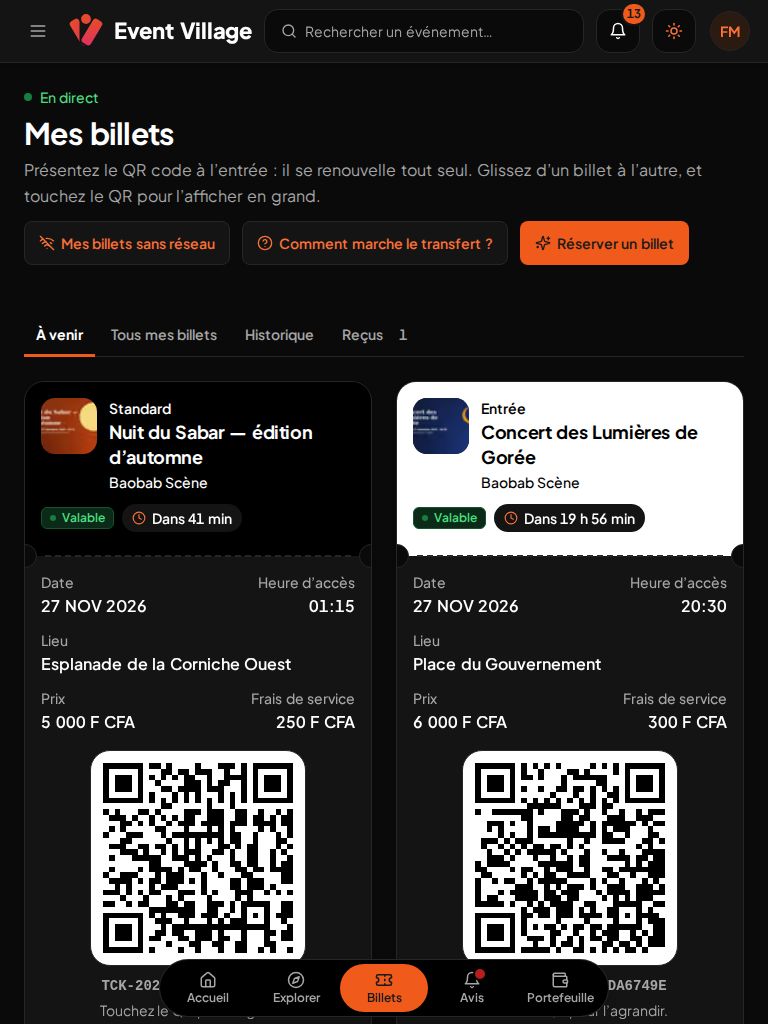 Event Village
Rechercher un événement...
13
FM
En direct
Mes billets
Présentez le QR code à l'entrée : il se renouvelle tout seul. Glissez d'un billet à l'autre, et
touchez le QR pour l'afficher en grand.
Mes billets sans réseau
Comment marche le transfert ?
Réserver un billet
À venir
Tous mes billets
Historique
Reçus 1
Standard
Nuit du Sabar — édition
d'automne
Baobab Scène
Valable
Dans 41 min
Date
Heure d'accès
27 NOV 2026
01:15
Lieu
Esplanade de la Corniche Ouest
Prix
Frais de service
5 000 F CFA
250 F CFA
TCK-202
Touchez le
Entrée
Concert des Lumières de
Gorée
Baobab Scène
Valable
Dans 19 h 56 min
Date
Heure d'accès
27 NOV 2026
20:30
Lieu
Place du Gouvernement
Prix
Frais de service
6 000 F CFA
300 F CFA
DA6749E
l'agrandir.
Accueil
Explorer
Billets
Avis
Portefeuille